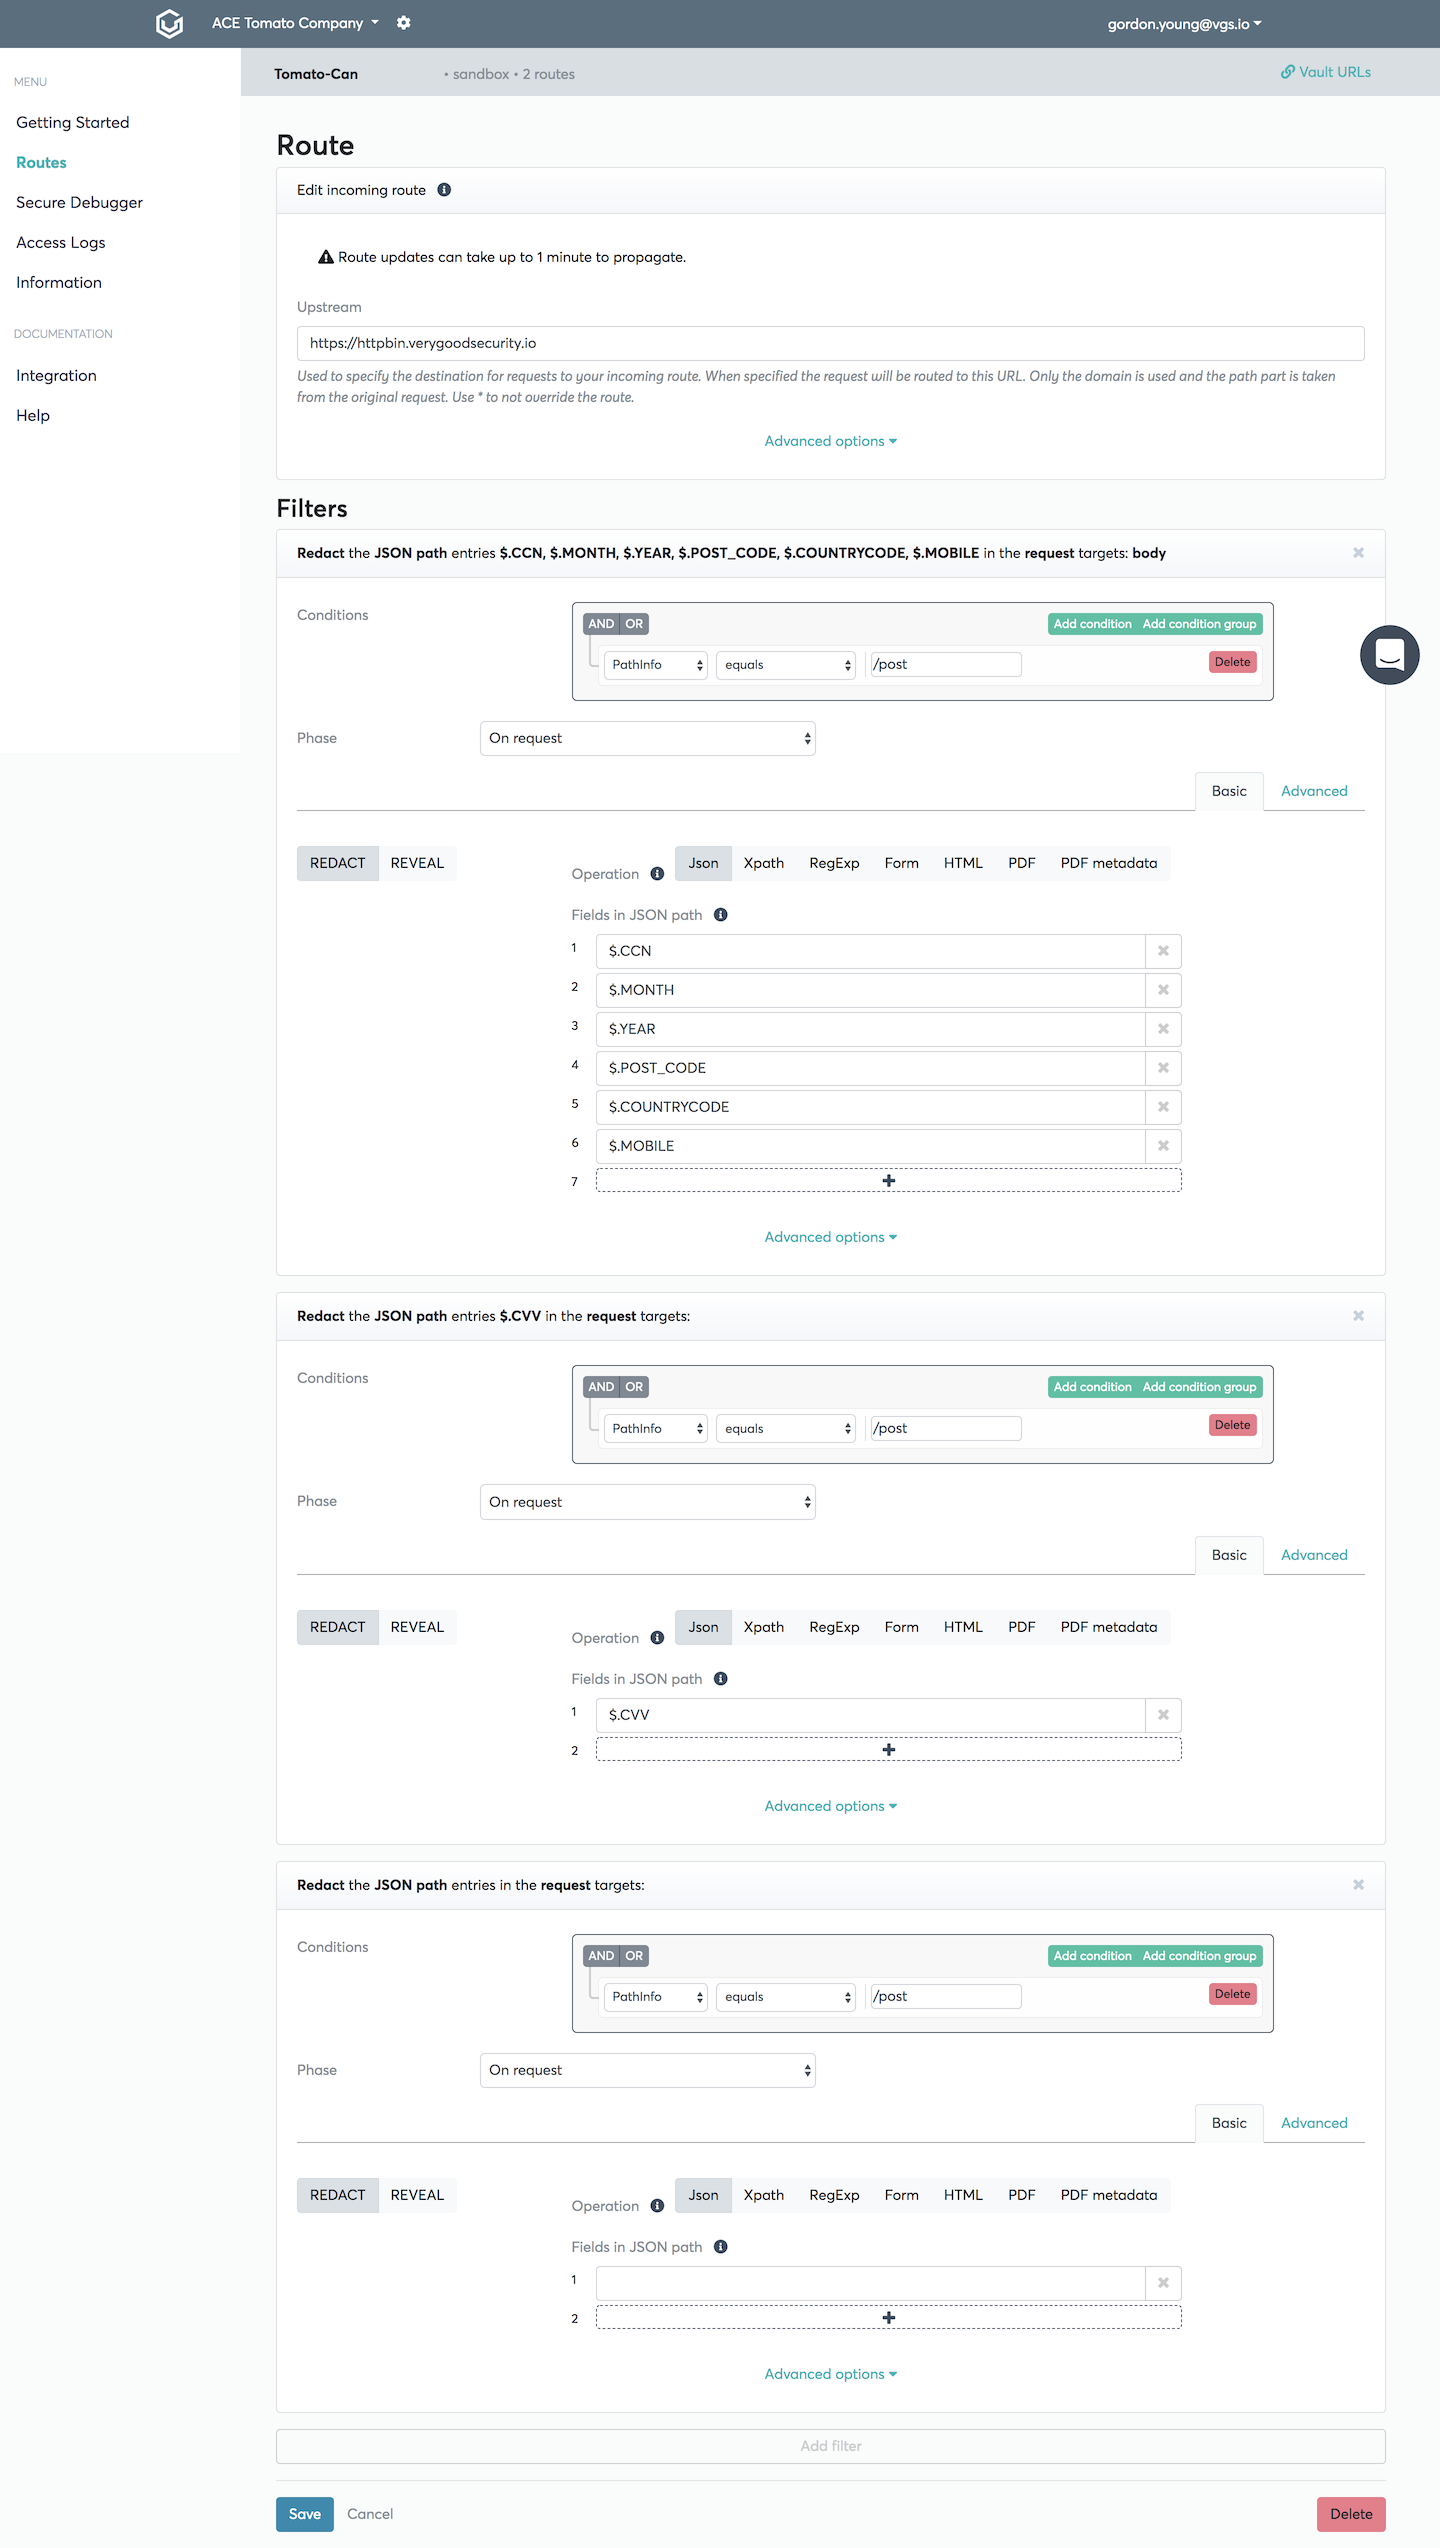 ACE Tomato Company
gordon.young@vgs.io
MENU
Getting Started
Routes
Secure Debugger
Access Logs
Information
DOCUMENTATION
Integration
Help
Tomato-Can • sandbox • 2 routes
Vault URLs
Route
Edit incoming route
Route updates can take up to 1 minute to propagate.
Upstream
https://httpbin.verygoodsecurity.io
Used to specify the destination for requests to your incoming route. When specified the request will be routed to this URL. Only the domain is used and the path part is taken
from the original request. Use * to not override the route.
Advanced options
Filters
Redact the JSON path entries $.CCN, $.MONTH, $.YEAR, $.POST_CODE, $.COUNTRYCODE, $.MOBILE in the request targets: body
Conditions
AND OR Add condition Add condition group
PathInfo equals /post Delete
Phase On request
Basic Advanced
REDACT REVEAL
Operation Json Xpath RegExp Form HTML PDF PDF metadata
Fields in JSON path
1 $.CCN
2 $.MONTH
3 $.YEAR
4 $.POST_CODE
5 $.COUNTRYCODE
6 $.MOBILE
7
Advanced options
Redact the JSON path entries $.CVV in the request targets:
Conditions
AND OR Add condition Add condition group
PathInfo equals /post Delete
Phase On request
Basic Advanced
REDACT REVEAL
Operation Json Xpath RegExp Form HTML PDF PDF metadata
Fields in JSON path
1 $.CVV
2
Advanced options
Redact the JSON path entries in the request targets:
Conditions
AND OR Add condition Add condition group
PathInfo equals /post Delete
Phase On request
Basic Advanced
REDACT REVEAL
Operation Json Xpath RegExp Form HTML PDF PDF metadata
Fields in JSON path
1
2
Advanced options
Add filter
Save Cancel Delete